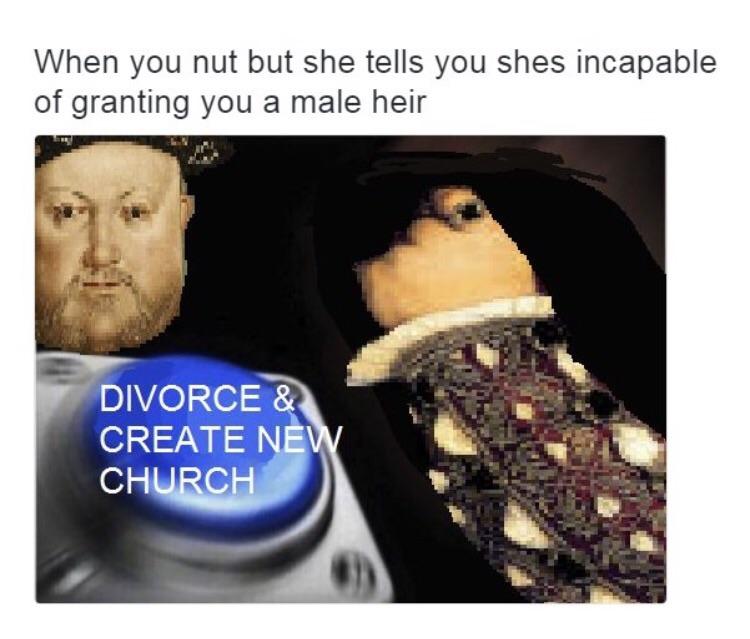 When you nut but she tells you shes incapable
of granting you a male heir
DIVORCE &
CREATE NEW
CHURCH